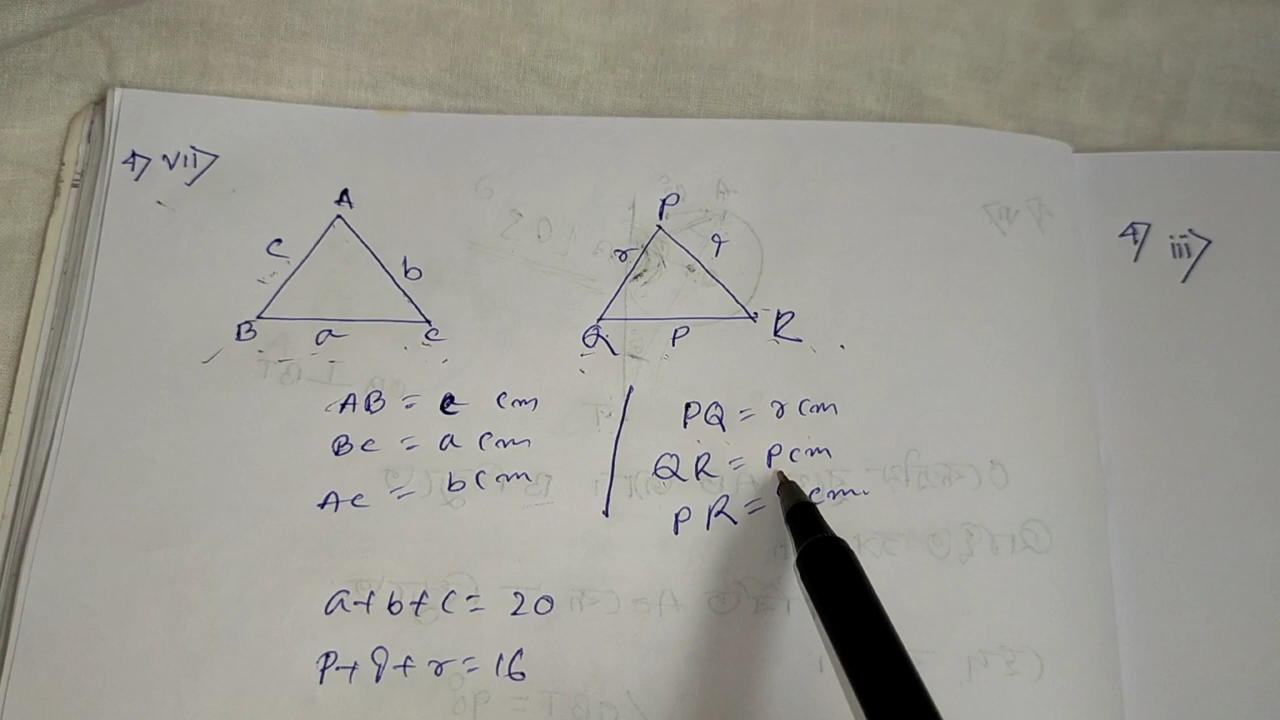 4) vii)
A
c
b
B
a
C
P
r
q
Q
P
R
AB = c cm
BC = a cm
AC = b cm
PQ = r cm
QR = P cm
PR = cm.
a+b+c = 20
P+q+r = 16
4) iii)